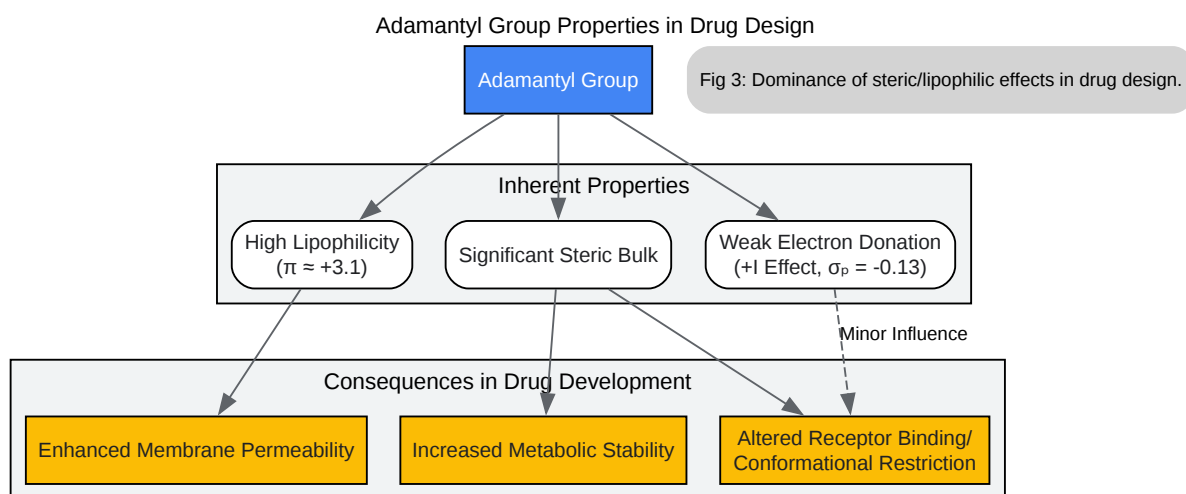 Adamantyl Group Properties in Drug Design
Adamantyl Group
Fig 3: Dominance of steric/lipophilic effects in drug design.
Inherent Properties
High Lipophilicity
(π ≈ +3.1)
Significant Steric Bulk
Weak Electron Donation
(+I Effect, σₚ = -0.13)
Minor Influence
Consequences in Drug Development
Enhanced Membrane Permeability
Increased Metabolic Stability
Altered Receptor Binding/
Conformational Restriction